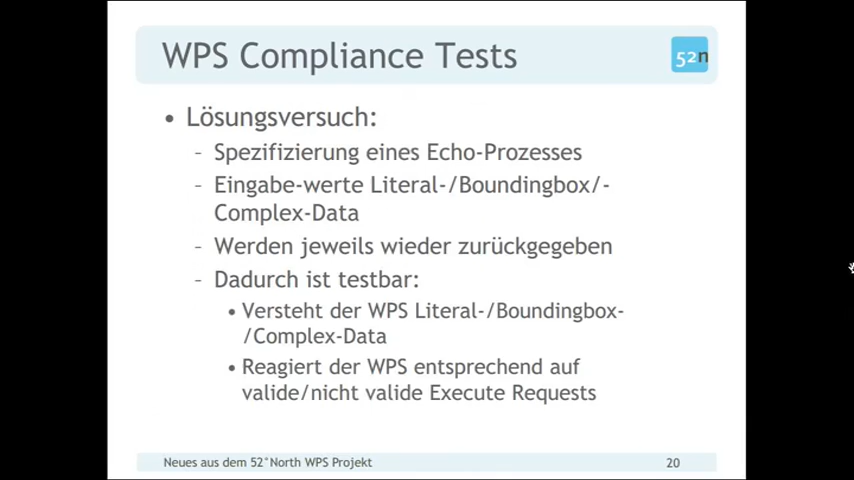 WPS Compliance Tests
52n
• Lösungsversuch:
– Spezifizierung eines Echo-Prozesses
– Eingabe-werte Literal-/Boundingbox/-
Complex-Data
– Werden jeweils wieder zurückgegeben
– Dadurch ist testbar:
• Versteht der WPS Literal-/Boundingbox-
/Complex-Data
• Reagiert der WPS entsprechend auf
valide/nicht valide Execute Requests
Neues aus dem 52°North WPS Projekt
20